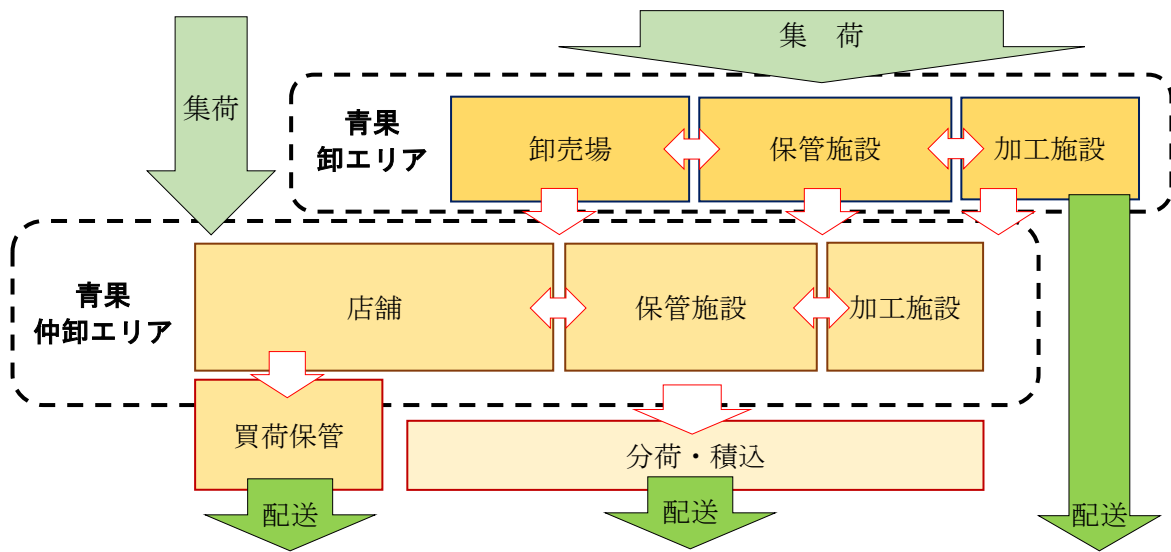 集　荷
集荷
青果
卸エリア
卸売場
保管施設
加工施設
青果
仲卸エリア
店舗
保管施設
加工施設
買荷保管
分荷・積込
配送
配送
配送